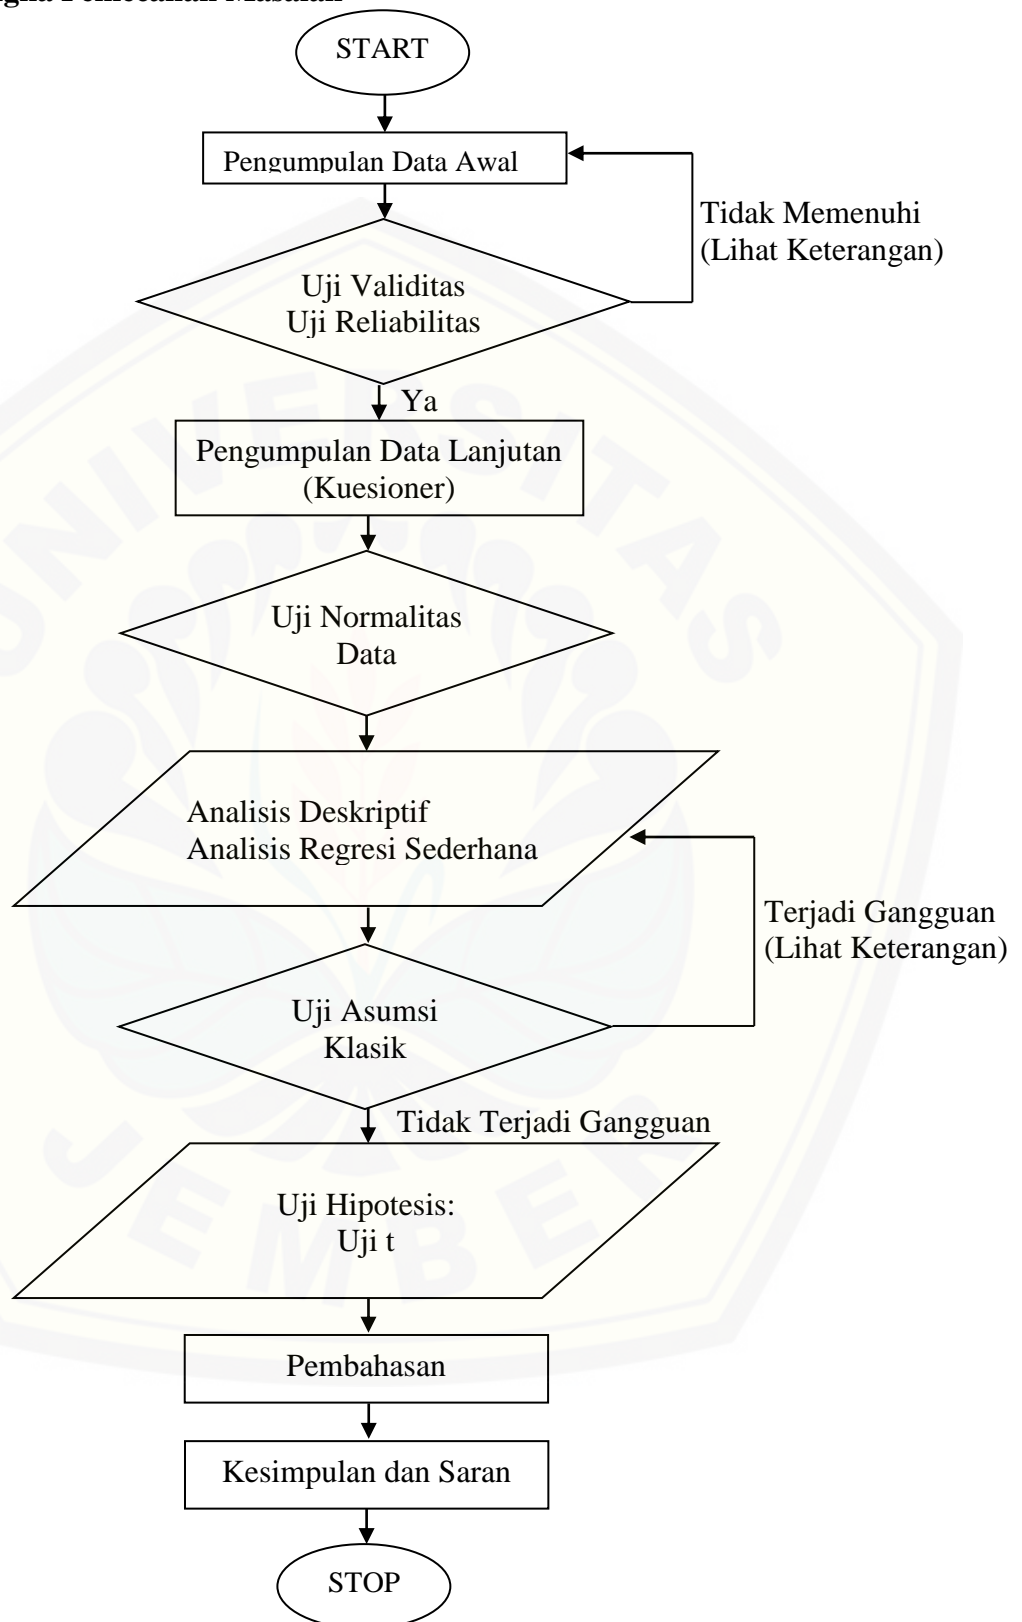 START
Pengumpulan Data Awal
Tidak Memenuhi
(Lihat Keterangan)
Uji Validitas
Uji Reliabilitas
Ya
Pengumpulan Data Lanjutan
(Kuesioner)
Uji Normalitas
Data
Analisis Deskriptif
Analisis Regresi Sederhana
Terjadi Gangguan
(Lihat Keterangan)
Uji Asumsi
Klasik
Tidak Terjadi Gangguan
Uji Hipotesis:
Uji t
Pembahasan
Kesimpulan dan Saran
STOP
UNIVERSITAS
JEMBER